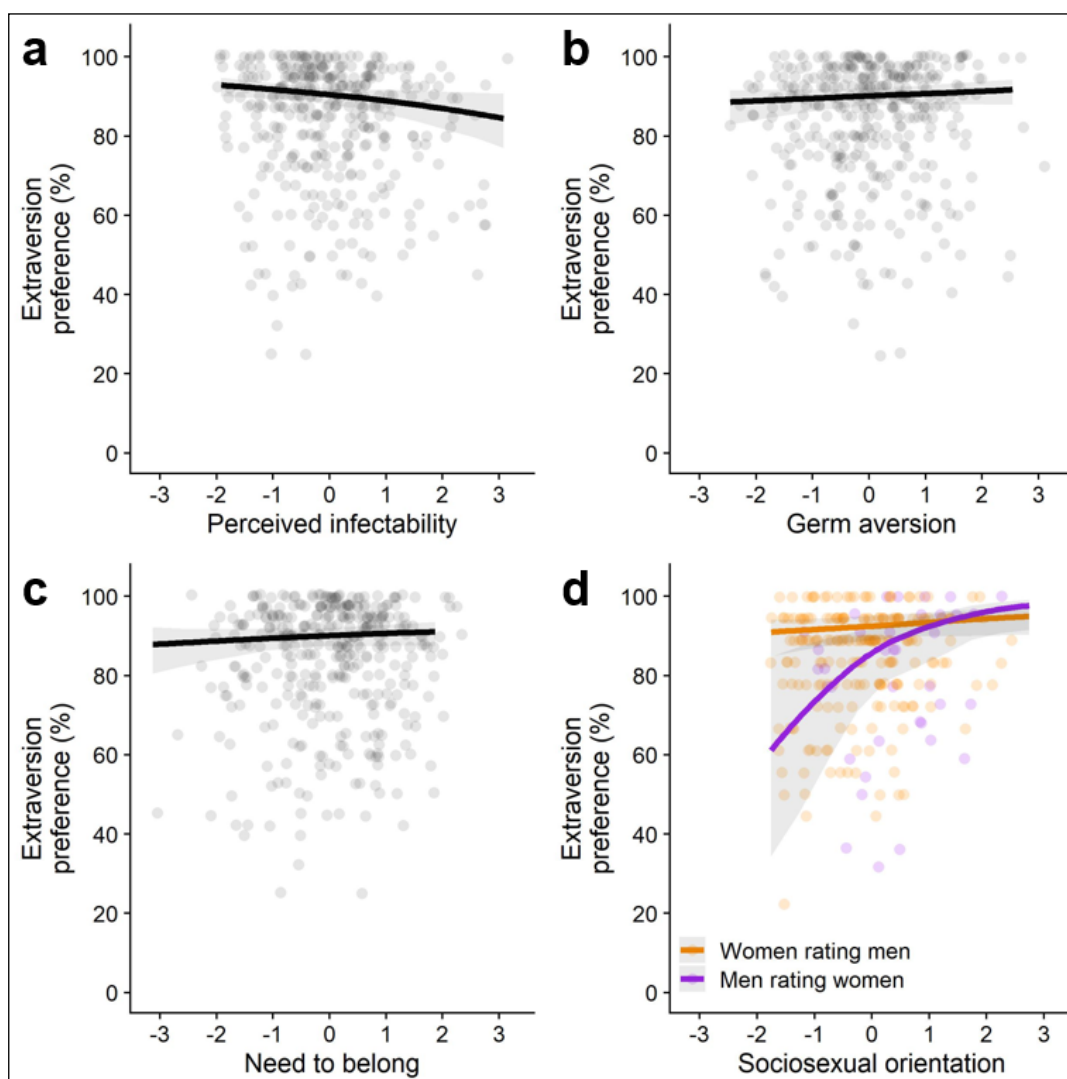 a
Extraversion
preference (%)
100
80
60
40
20
0
-3 -2 -1 0 1 2 3
Perceived infectability
b
Extraversion
preference (%)
100
80
60
40
20
0
-3 -2 -1 0 1 2 3
Germ aversion
c
Extraversion
preference (%)
100
80
60
40
20
0
-3 -2 -1 0 1 2 3
Need to belong
d
Extraversion
preference (%)
100
80
60
40
20
0
Women rating men
Men rating women
-3 -2 -1 0 1 2 3
Sociosexual orientation